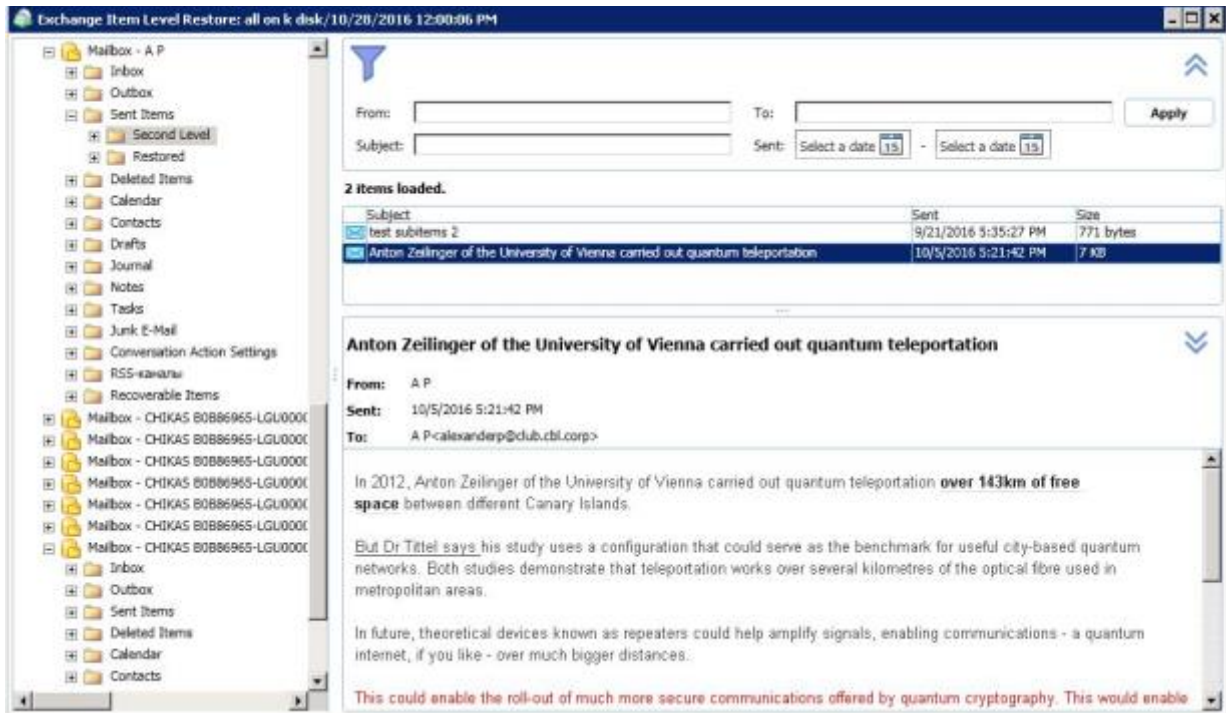 Exchange Item Level Restore: all on k disk/10/28/2016 12:00:06 PM
Mailbox - A P
Inbox
Outbox
Sent Items
Second Level
Restored
Deleted Items
Calendar
Contacts
Drafts
Journal
Notes
Tasks
Junk E-Mail
Conversation Action Settings
RSS-каналы
Recoverable Items
Mailbox - CHIKAS B0B86965-LGU000(
Mailbox - CHIKAS B0B86965-LGU000(
Mailbox - CHIKAS B0B86965-LGU000(
Mailbox - CHIKAS B0B86965-LGU000(
Mailbox - CHIKAS B0B86965-LGU000(
Mailbox - CHIKAS B0B86965-LGU000(
Mailbox - CHIKAS B0B86965-LGU000(
Inbox
Outbox
Sent Items
Deleted Items
Calendar
Contacts
From: To: Apply
Subject: Sent: Select a date 15 - Select a date 15
2 items loaded.
Subject Sent Size
test subitems 2 9/21/2016 5:35:27 PM 771 bytes
Anton Zeilinger of the University of Vienna carried out quantum teleportation 10/5/2016 5:21:42 PM 7 KB
Anton Zeilinger of the University of Vienna carried out quantum teleportation
From: A P
Sent: 10/5/2016 5:21:42 PM
To: A P<alexanderp@club.cbl.corp>
In 2012, Anton Zeilinger of the University of Vienna carried out quantum teleportation over 143km of free
space between different Canary Islands.
But Dr Tittel says his study uses a configuration that could serve as the benchmark for useful city-based quantum
networks. Both studies demonstrate that teleportation works over several kilometres of the optical fibre used in
metropolitan areas.
In future, theoretical devices known as repeaters could help amplify signals, enabling communications - a quantum
internet, if you like - over much bigger distances.
This could enable the roll-out of much more secure communications offered by quantum cryptography. This would enable